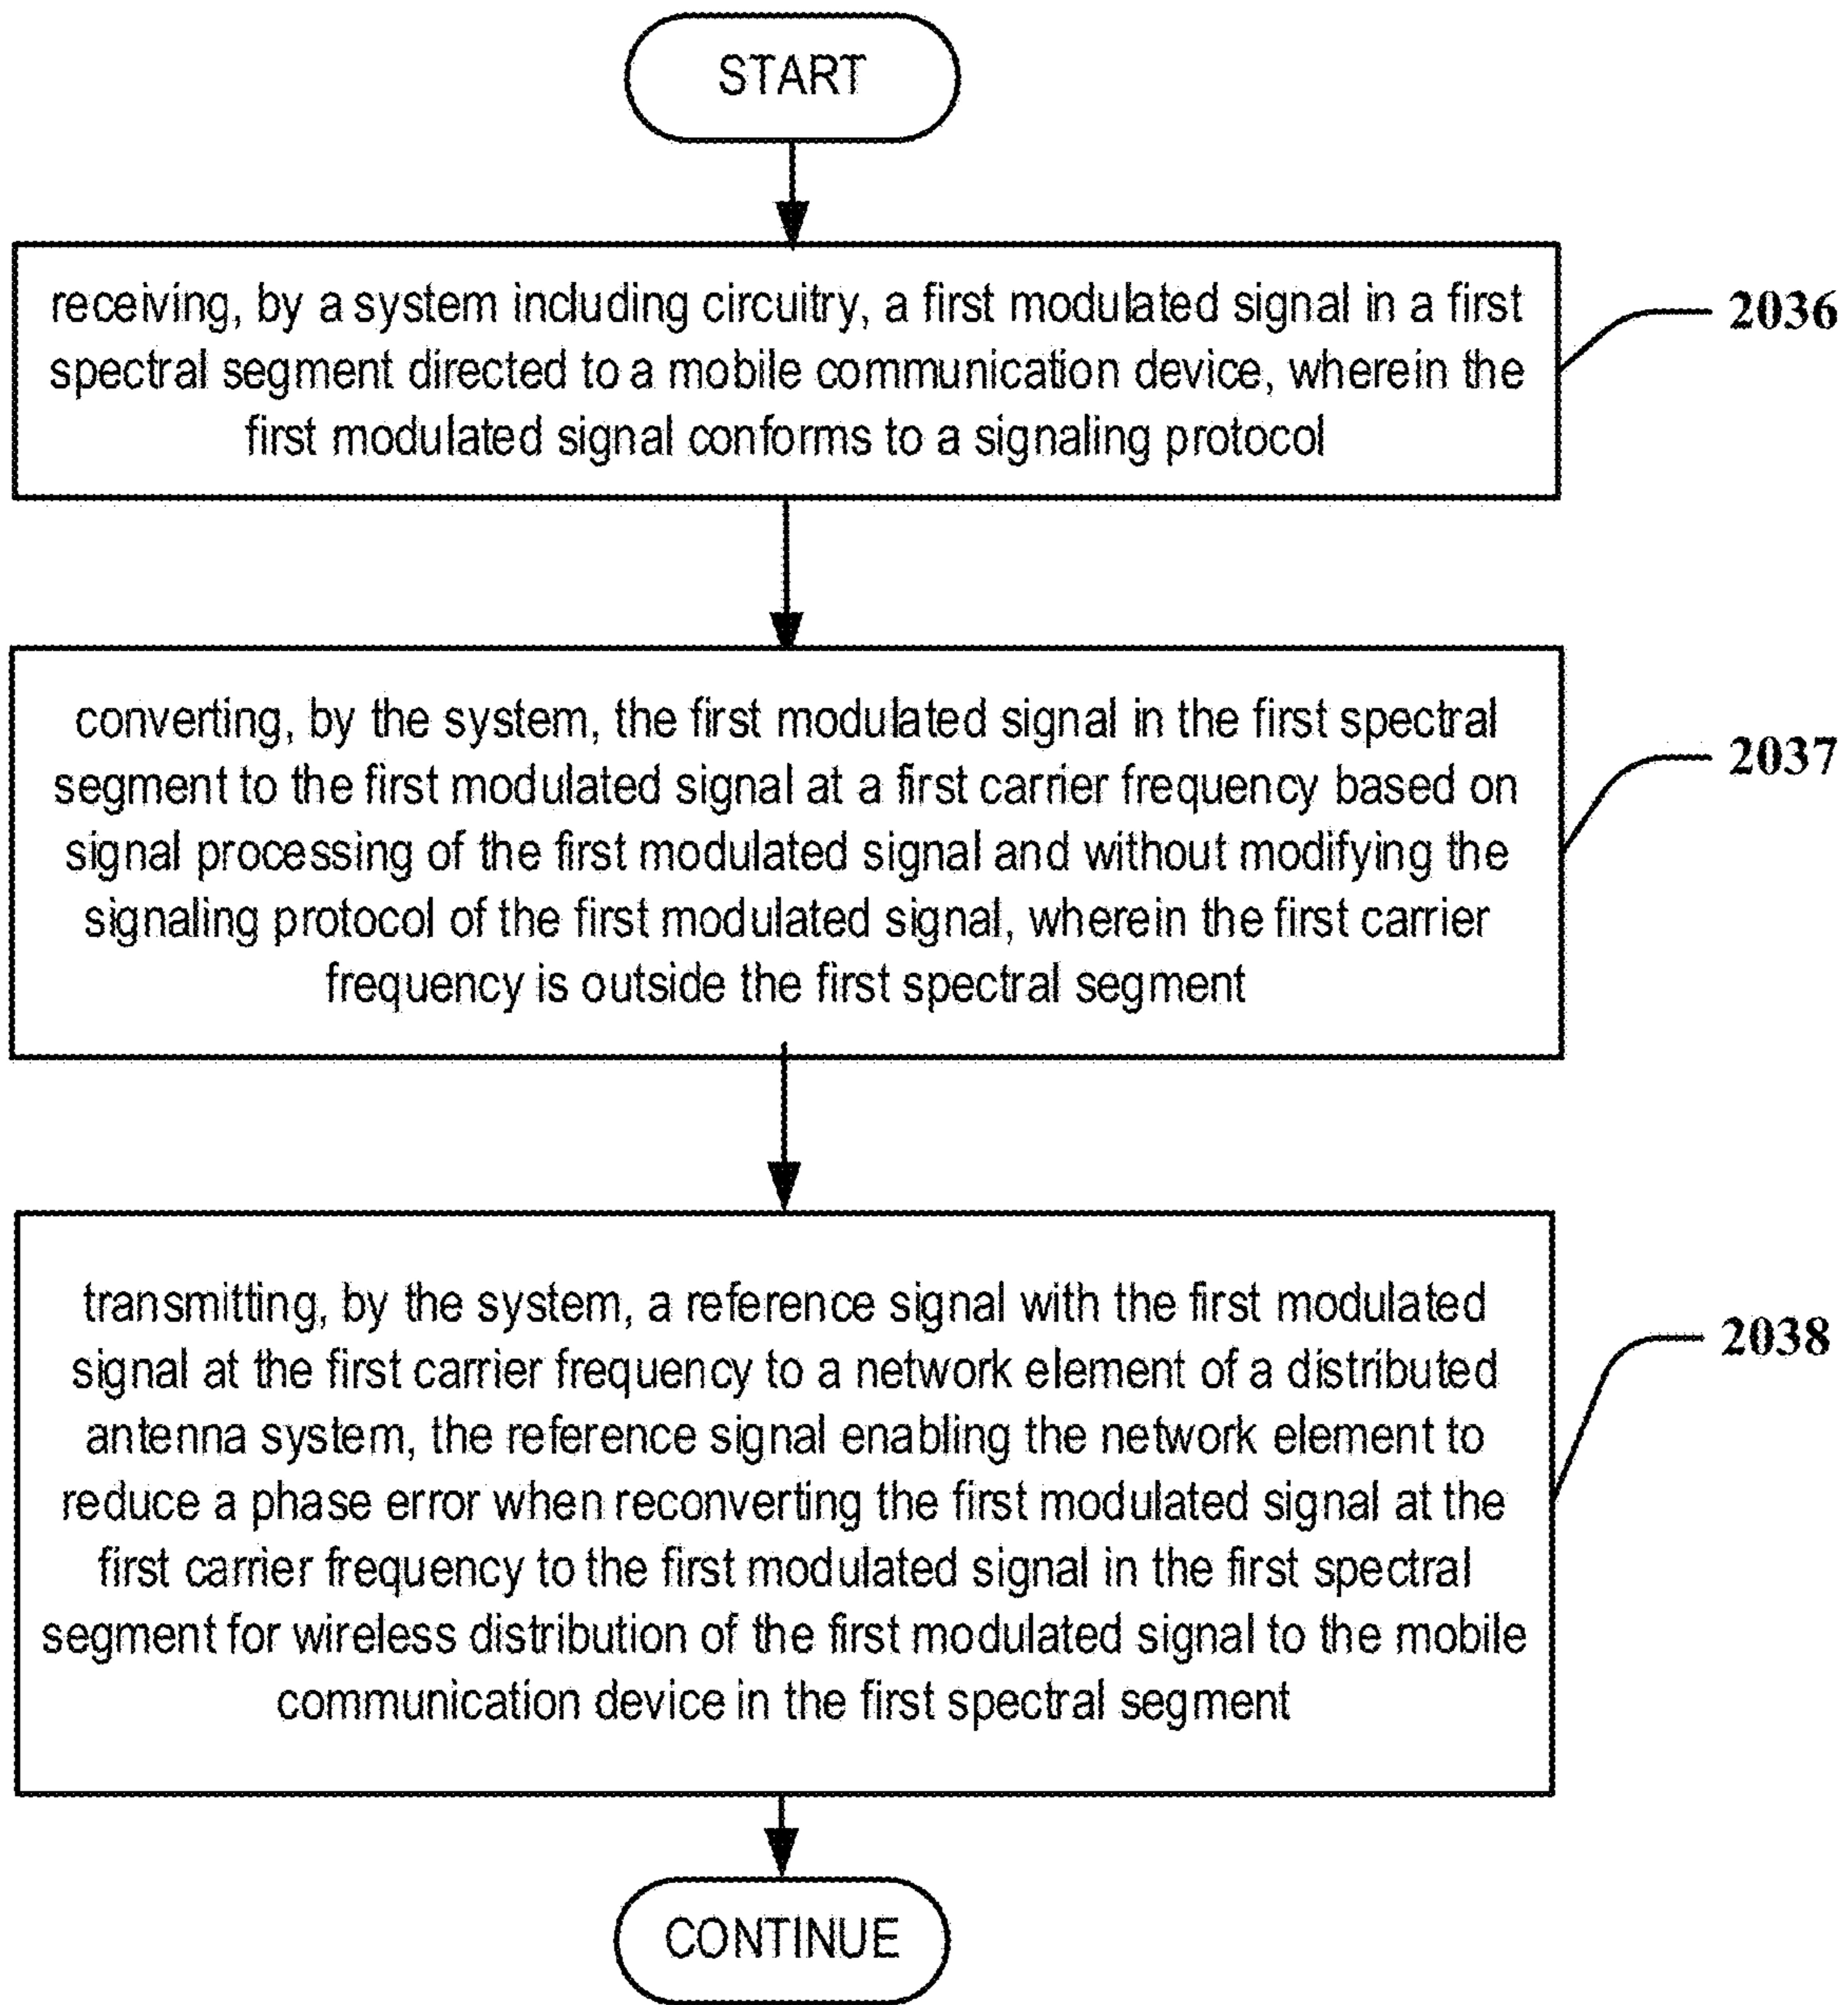 START
receiving, by a system including circuitry, a first modulated signal in a first
spectral segment directed to a mobile communication device, wherein the
first modulated signal conforms to a signaling protocol
2036
converting, by the system, the first modulated signal in the first spectral
segment to the first modulated signal at a first carrier frequency based on
signal processing of the first modulated signal and without modifying the
signaling protocol of the first modulated signal, wherein the first carrier
frequency is outside the first spectral segment
2037
transmitting, by the system, a reference signal with the first modulated
signal at the first carrier frequency to a network element of a distributed
antenna system, the reference signal enabling the network element to
reduce a phase error when reconverting the first modulated signal at the
first carrier frequency to the first modulated signal in the first spectral
segment for wireless distribution of the first modulated signal to the mobile
communication device in the first spectral segment
2038
CONTINUE